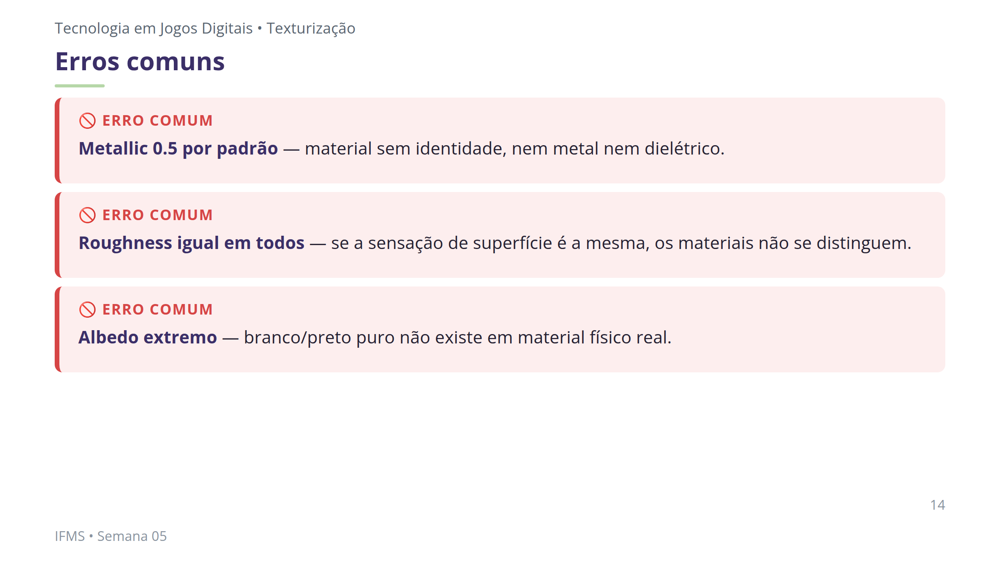 Tecnologia em Jogos Digitais • Texturização
Erros comuns
🚫 ERRO COMUM
Metallic 0.5 por padrão — material sem identidade, nem metal nem dielétrico.
🚫 ERRO COMUM
Roughness igual em todos — se a sensação de superfície é a mesma, os materiais não se distinguem.
🚫 ERRO COMUM
Albedo extremo — branco/preto puro não existe em material físico real.
14
IFMS • Semana 05